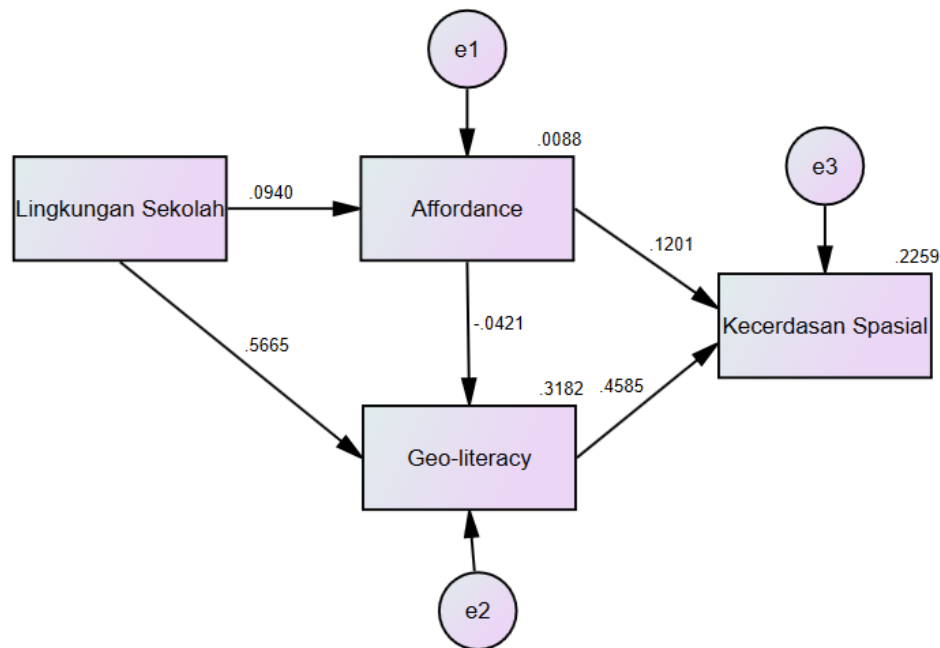 e1
.0088
e3
Lingkungan Sekolah
.0940
Affordance
.1201
.2259
-.0421
Kecerdasan Spasial
.5665
.3182
.4585
Geo-literacy
e2